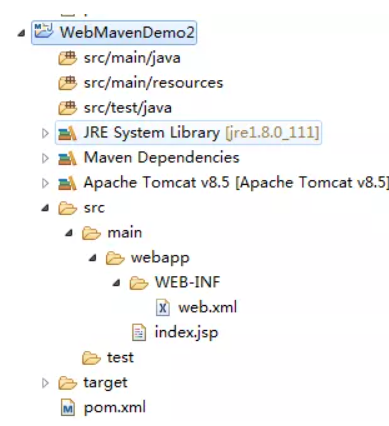 WebMavenDemo2
src/main/java
src/main/resources
src/test/java
JRE System Library [jre1.8.0_111]
Maven Dependencies
Apache Tomcat v8.5 [Apache Tomcat v8.5]
src
main
webapp
WEB-INF
web.xml
index.jsp
test
target
pom.xml